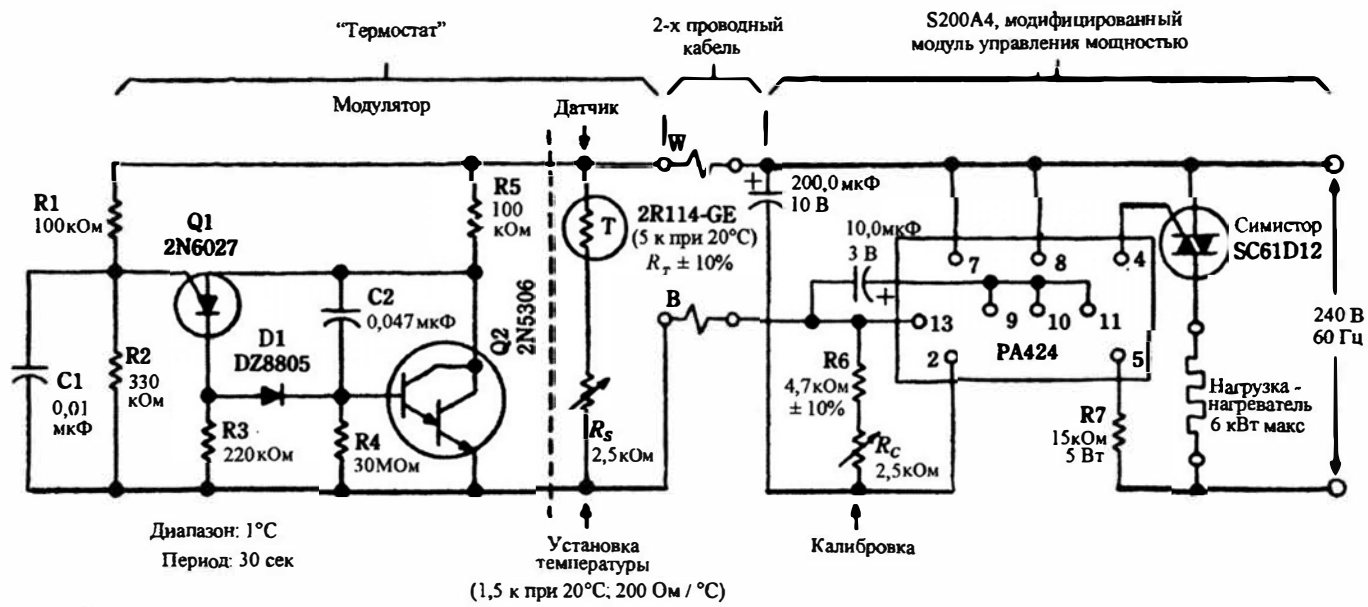 "Термостат"
2-х проводный
кабель
S200A4, модифицированный
модуль управления мощностью
Модулятор
Датчик
W
R1
100кОм
Q1
2N6027
R5
100
кОм
T
2R114-GE
(5 к при 20°C)
R_T ± 10%
+
200,0мкФ
10 В
10,0мкФ
3 В
+
7
8
4
Симистор
SC61D12
C2
0,047мкФ
Q2
2N5306
B
13
9
10
11
240 В
60 Гц
D1
DZ8805
R2
330
кОм
C1
0,01
мкФ
R3
220кОм
R4
30МОм
R_S
2,5кОм
R6
4,7кОм
± 10%
R_C
2,5кОм
2
PA424
5
R7
15кОм
5 Вт
Нагрузка -
нагреватель
6 кВт макс
Диапазон: 1°C
Период: 30 сек
Установка
температуры
(1,5 к при 20°C; 200 Ом / °C)
Калибровка